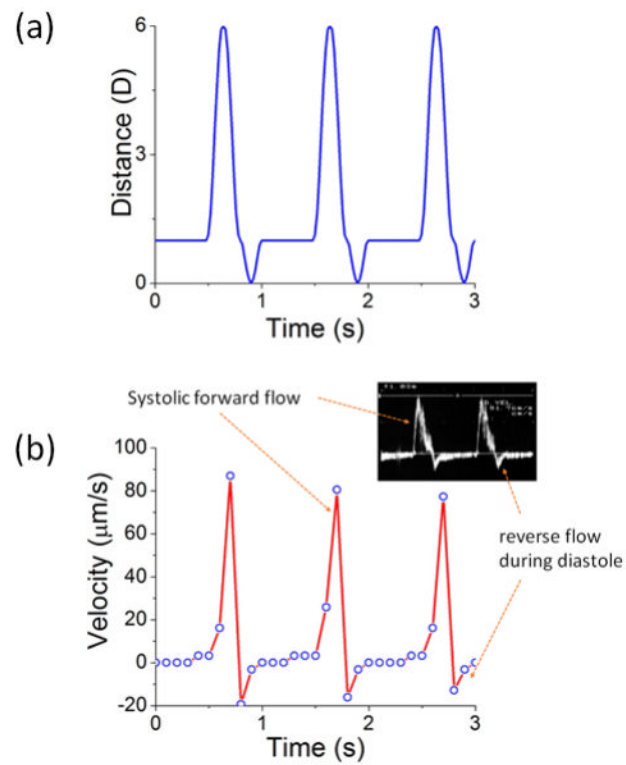 (a)
Distance (D)
6
3
0
0
1
2
3
Time (s)
Systolic forward flow
(b)
Velocity (μm/s)
100
80
60
40
20
0
-20
reverse flow
during diastole
0
1
2
3
Time (s)